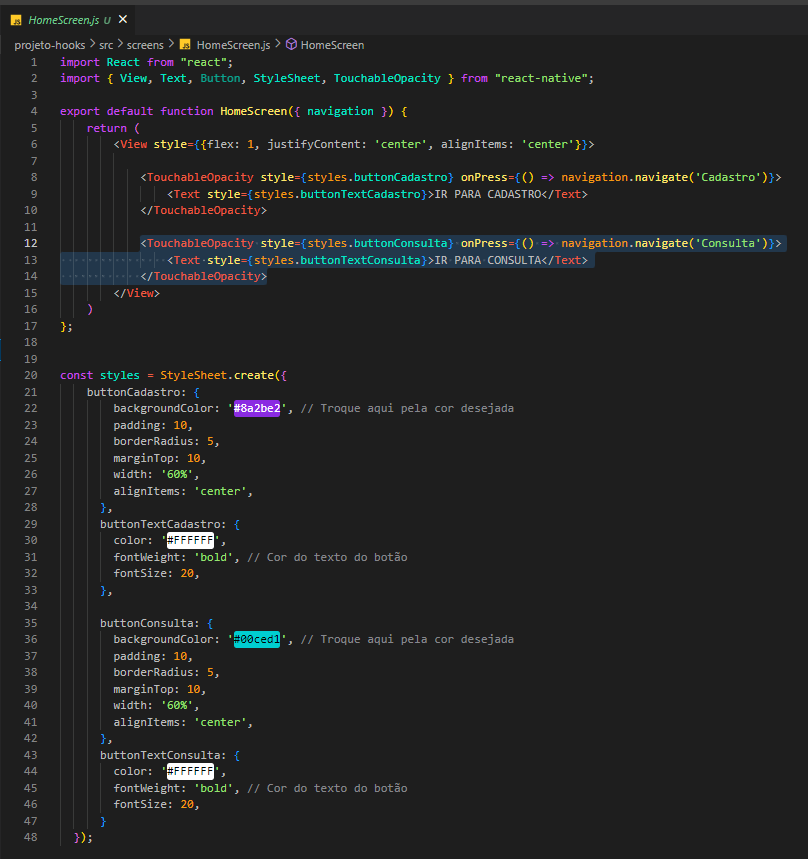 JS HomeScreen.js U ✕
projeto-hooks > src > screens > JS HomeScreen.js > HomeScreen
1 import React from "react";
2 import { View, Text, Button, StyleSheet, TouchableOpacity } from "react-native";
3
4 export default function HomeScreen({ navigation }) {
5     return (
6         <View style={{flex: 1, justifyContent: 'center', alignItems: 'center'}}>
7
8             <TouchableOpacity style={styles.buttonCadastro} onPress={() => navigation.navigate('Cadastro')}>
9                 <Text style={styles.buttonTextCadastro}>IR PARA CADASTRO</Text>
10             </TouchableOpacity>
11
12             <TouchableOpacity style={styles.buttonConsulta} onPress={() => navigation.navigate('Consulta')}>
13                 <Text style={styles.buttonTextConsulta}>IR PARA CONSULTA</Text>
14             </TouchableOpacity>
15         </View>
16     )
17 };
18
19
20 const styles = StyleSheet.create({
21     buttonCadastro: {
22         backgroundColor: '#8a2be2', // Troque aqui pela cor desejada
23         padding: 10,
24         borderRadius: 5,
25         marginTop: 10,
26         width: '60%',
27         alignItems: 'center',
28       },
29       buttonTextCadastro: {
30         color: '#FFFFFF',
31         fontWeight: 'bold', // Cor do texto do botão
32         fontSize: 20,
33       },
34
35       buttonConsulta: {
36         backgroundColor: '#00ced1', // Troque aqui pela cor desejada
37         padding: 10,
38         borderRadius: 5,
39         marginTop: 10,
40         width: '60%',
41         alignItems: 'center',
42       },
43       buttonTextConsulta: {
44         color: '#FFFFFF',
45         fontWeight: 'bold', // Cor do texto do botão
46         fontSize: 20,
47       }
48   });